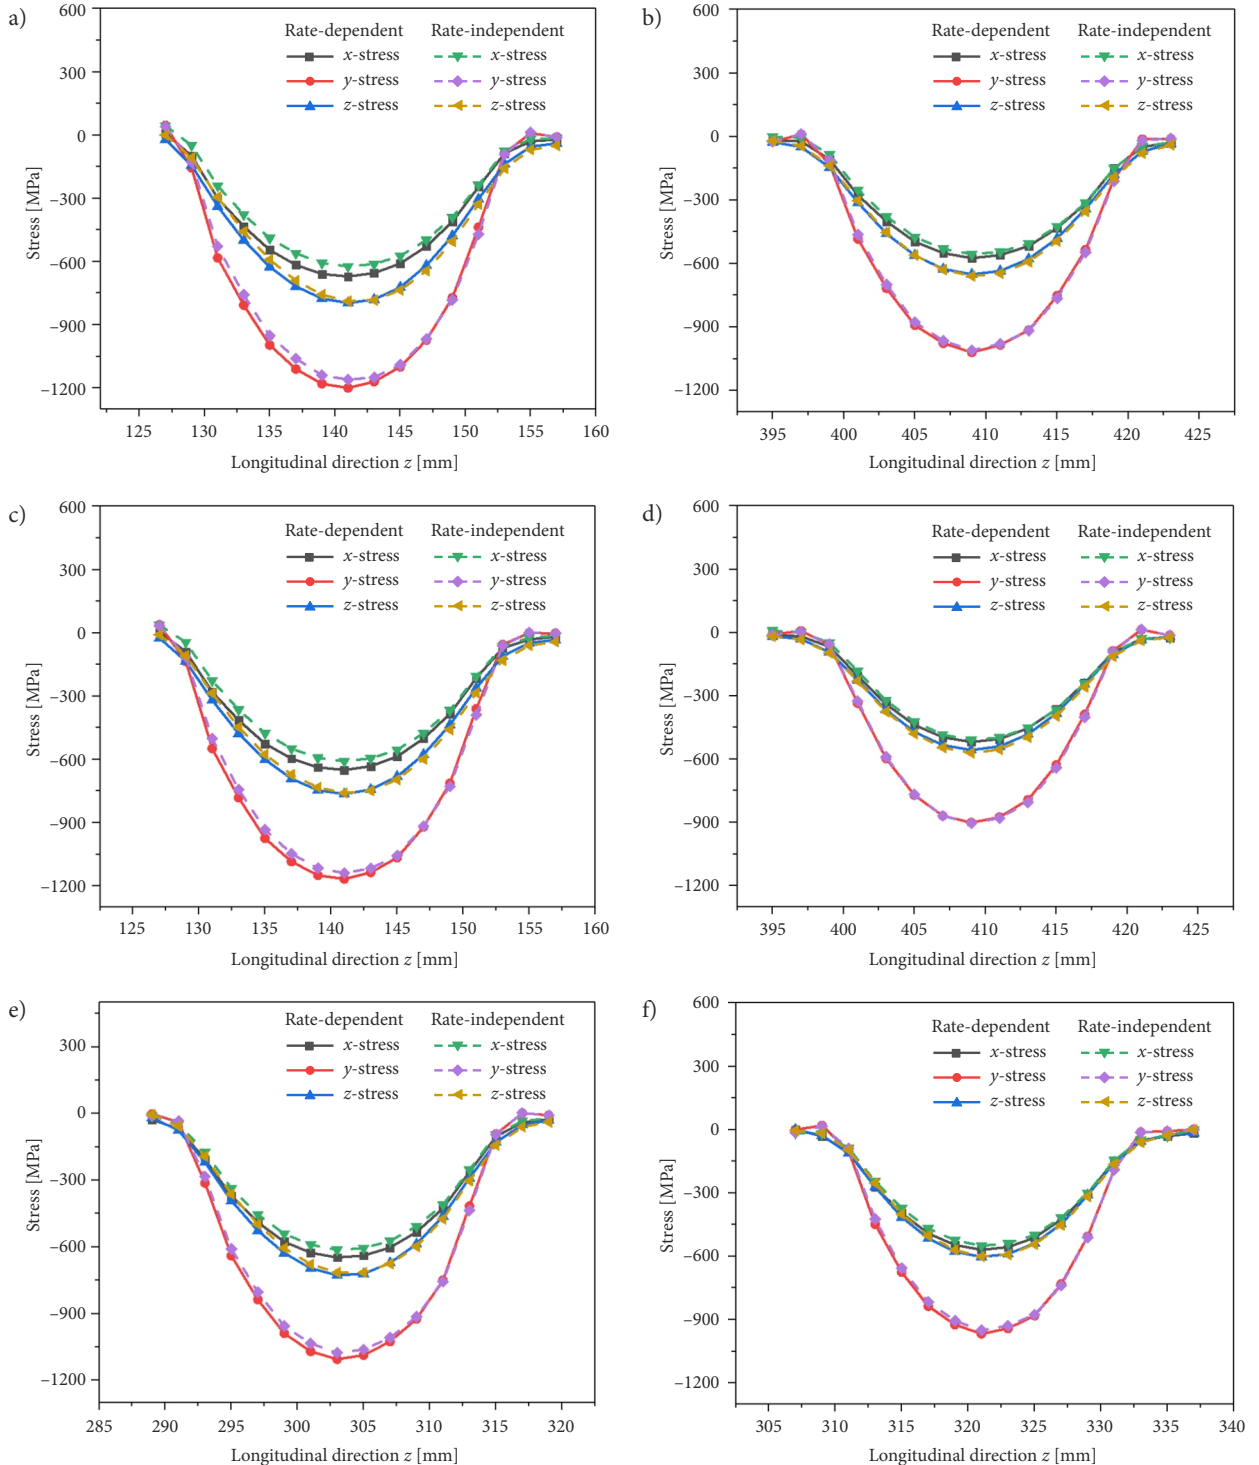 a)
600
300
0
−300
−600
−900
−1200
Stress [MPa]
Rate-dependent Rate-independent
x-stress x-stress
y-stress y-stress
z-stress z-stress
125 130 135 140 145 150 155 160
Longitudinal direction z [mm]
b)
600
300
0
−300
−600
−900
−1200
Stress [MPa]
Rate-dependent Rate-independent
x-stress x-stress
y-stress y-stress
z-stress z-stress
395 400 405 410 415 420 425
Longitudinal direction z [mm]
c)
600
300
0
−300
−600
−900
−1200
Stress [MPa]
Rate-dependent Rate-independent
x-stress x-stress
y-stress y-stress
z-stress z-stress
125 130 135 140 145 150 155 160
Longitudinal direction z [mm]
d)
600
300
0
−300
−600
−900
−1200
Stress [MPa]
Rate-dependent Rate-independent
x-stress x-stress
y-stress y-stress
z-stress z-stress
395 400 405 410 415 420 425
Longitudinal direction z [mm]
e)
300
0
−300
−600
−900
−1200
Stress [MPa]
Rate-dependent Rate-independent
x-stress x-stress
y-stress y-stress
z-stress z-stress
285 290 295 300 305 310 315 320
Longitudinal direction z [mm]
f)
600
300
0
−300
−600
−900
−1200
Stress [MPa]
Rate-dependent Rate-independent
x-stress x-stress
y-stress y-stress
z-stress z-stress
305 310 315 320 325 330 335 340
Longitudinal direction z [mm]